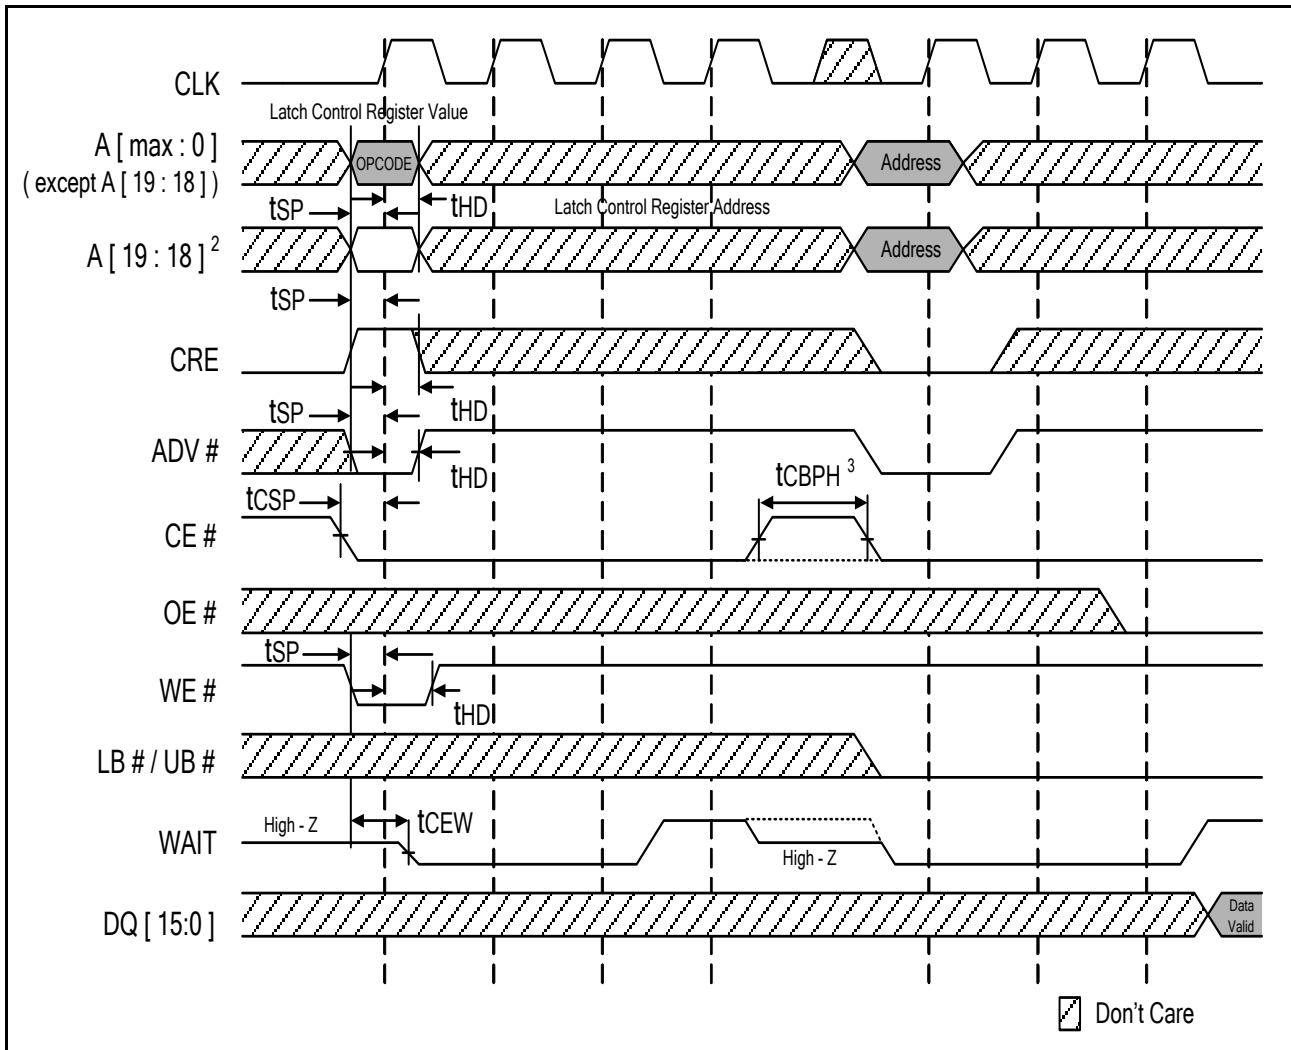 CLK
Latch Control Register Value
A [ max : 0 ]
( except A [ 19 : 18 ] )
OPCODE
Address
tSP
tHD
Latch Control Register Address
A [ 19 : 18 ] 2
Address
tSP
CRE
tSP
tHD
ADV #
tHD
tCBPH 3
tCSP
CE #
OE #
tSP
WE #
tHD
LB # / UB #
High - Z
tCEW
WAIT
High - Z
DQ [ 15:0 ]
Data
Valid
Don't Care